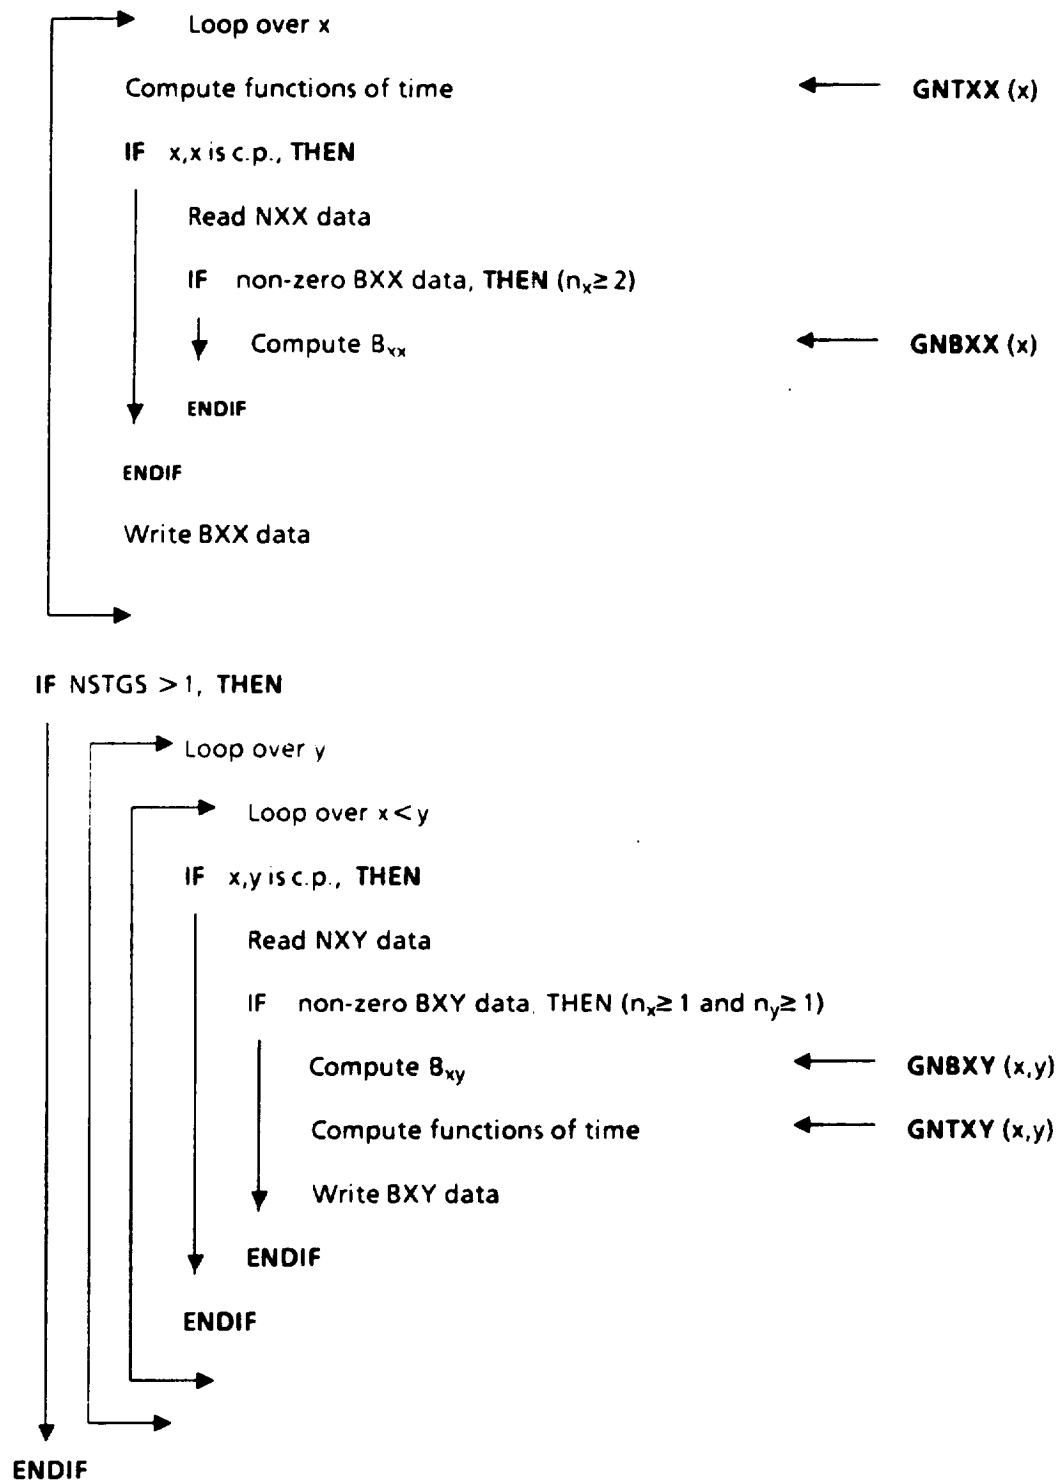 Loop over x
Compute functions of time GNTXX (x)
IF x,x is c.p., THEN
Read NXX data
IF non-zero BXX data, THEN (nₓ≥ 2)
Compute Bₓₓ GNBXX (x)
ENDIF
ENDIF
Write BXX data
IF NSTGS > 1, THEN
Loop over y
Loop over x < y
IF x,y is c.p., THEN
Read NXY data
IF non-zero BXY data, THEN (nₓ≥ 1 and n_y≥ 1)
Compute B_xy GNBXY (x,y)
Compute functions of time GNTXY (x,y)
Write BXY data
ENDIF
ENDIF
ENDIF